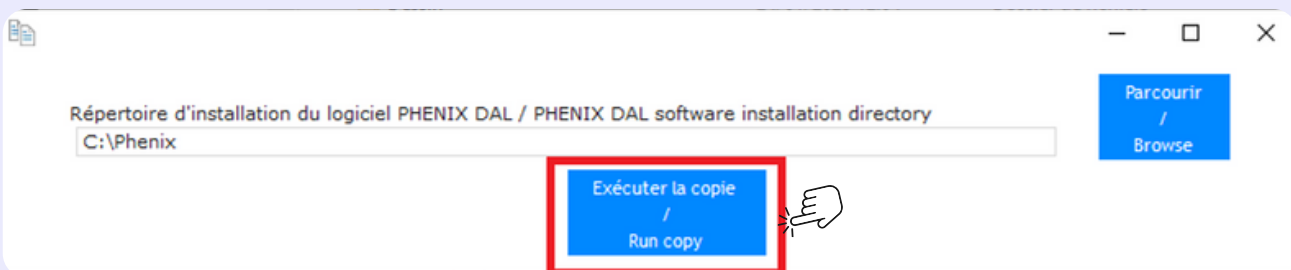 Répertoire d'installation du logiciel PHENIX DAL / PHENIX DAL software installation directory
C:\Phenix
Parcourir
/
Browse
Exécuter la copie
/
Run copy